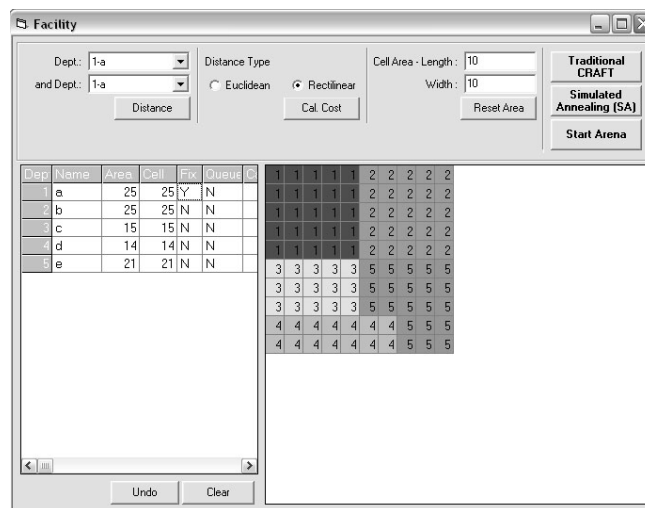 Facility
Dept.: 1-a
and Dept.: 1-a
Distance
Distance Type
Euclidean Rectilinear
Cal. Cost
Cell Area - Length : 10
Width : 10
Reset Area
Traditional CRAFT
Simulated Annealing (SA)
Start Arena
Dep Name Area Cell Fix Queue C
1 a 25 25 Y N
2 b 25 25 N N
3 c 15 15 N N
4 d 14 14 N N
5 e 21 21 N N
1 1 1 1 1 2 2 2 2 2
1 1 1 1 1 2 2 2 2 2
1 1 1 1 1 2 2 2 2 2
1 1 1 1 1 2 2 2 2 2
1 1 1 1 1 2 2 2 2 2
3 3 3 3 3 5 5 5 5 5
3 3 3 3 3 5 5 5 5 5
3 3 3 3 3 5 5 5 5 5
4 4 4 4 4 4 4 5 5 5
4 4 4 4 4 4 4 5 5 5
Undo Clear